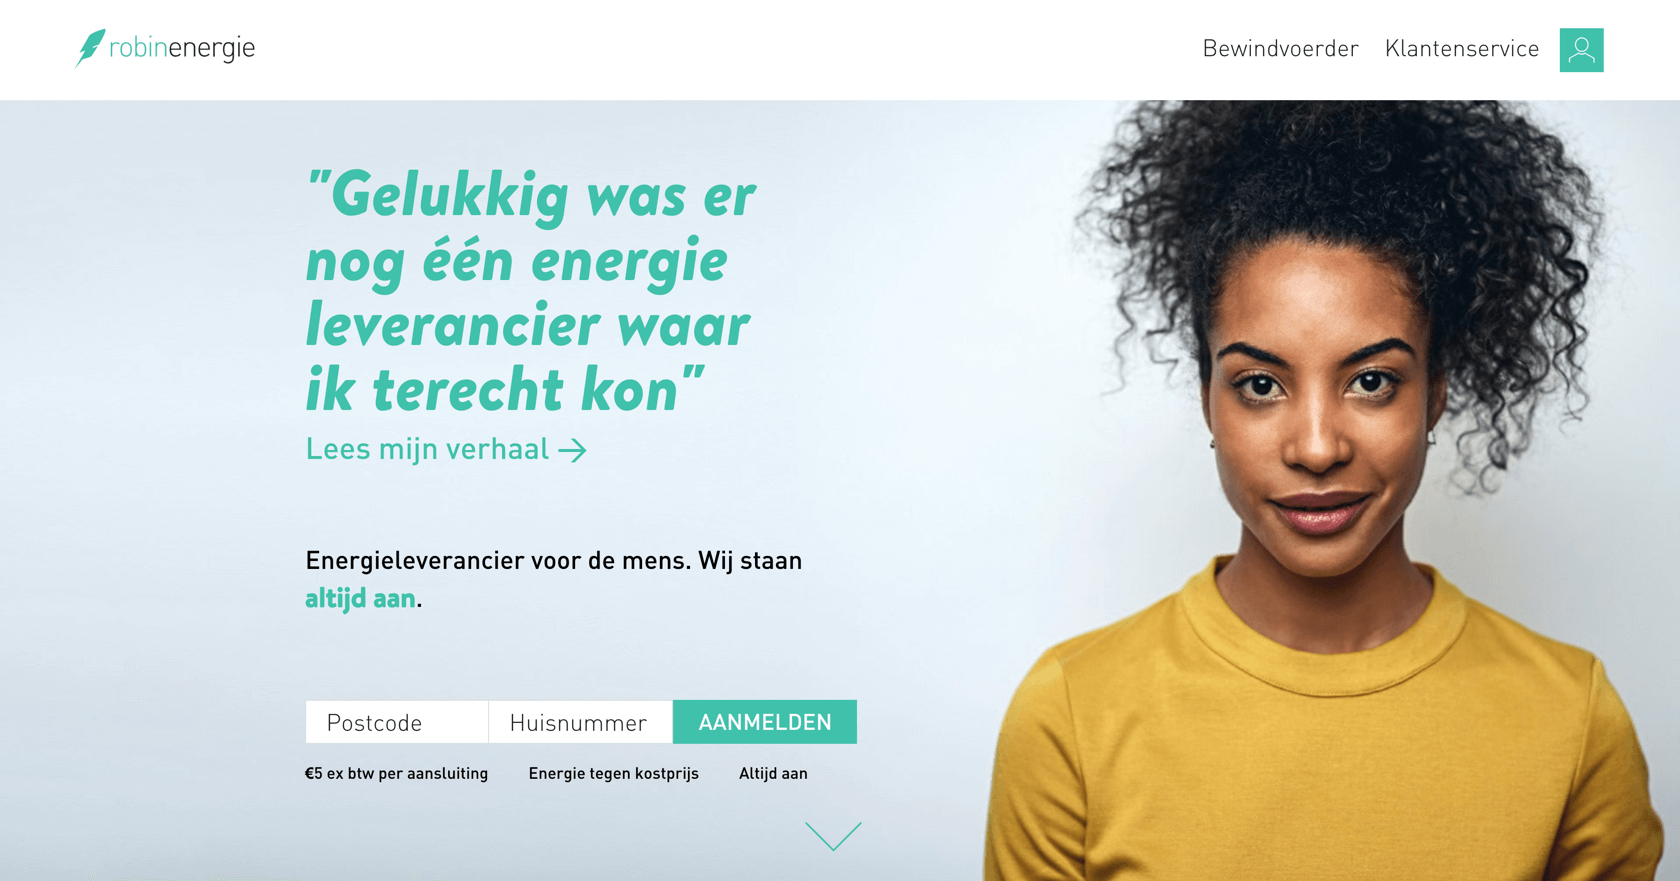 robinenergie
Bewindvoerder
Klantenservice
"Gelukkig was er
nog één energie
leverancier waar
ik terecht kon"
Lees mijn verhaal →
Energieleverancier voor de mens. Wij staan
altijd aan.
Postcode
Huisnummer
AANMELDEN
€5 ex btw per aansluiting
Energie tegen kostprijs
Altijd aan